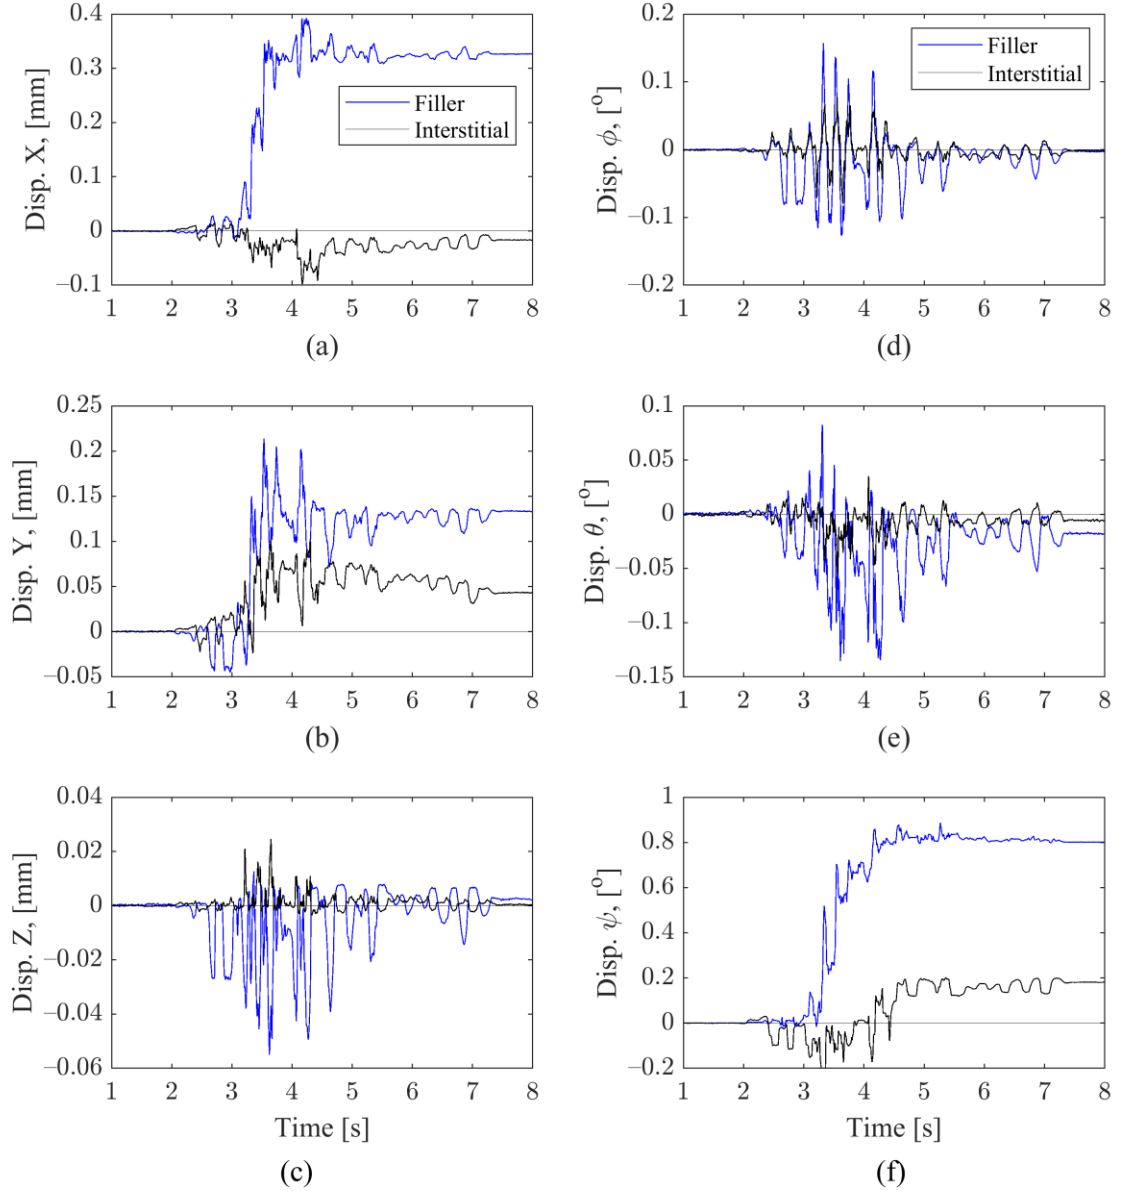 0.4
0.3
0.2
0.1
0
−0.1
Disp. X, [mm]
Filler
Interstitial
1 2 3 4 5 6 7 8
(a)
0.2
0.1
0
−0.1
−0.2
Disp. ϕ, [°]
Filler
Interstitial
1 2 3 4 5 6 7 8
(d)
0.25
0.2
0.15
0.1
0.05
0
−0.05
Disp. Y, [mm]
1 2 3 4 5 6 7 8
(b)
0.1
0.05
0
−0.05
−0.1
−0.15
Disp. θ, [°]
1 2 3 4 5 6 7 8
(e)
0.04
0.02
0
−0.02
−0.04
−0.06
Disp. Z, [mm]
1 2 3 4 5 6 7 8
Time [s]
(c)
1
0.8
0.6
0.4
0.2
0
−0.2
Disp. ψ, [°]
1 2 3 4 5 6 7 8
Time [s]
(f)